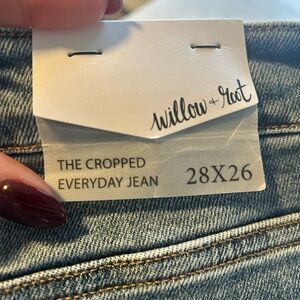 willow + root
THE CROPPED
EVERYDAY JEAN 28X26